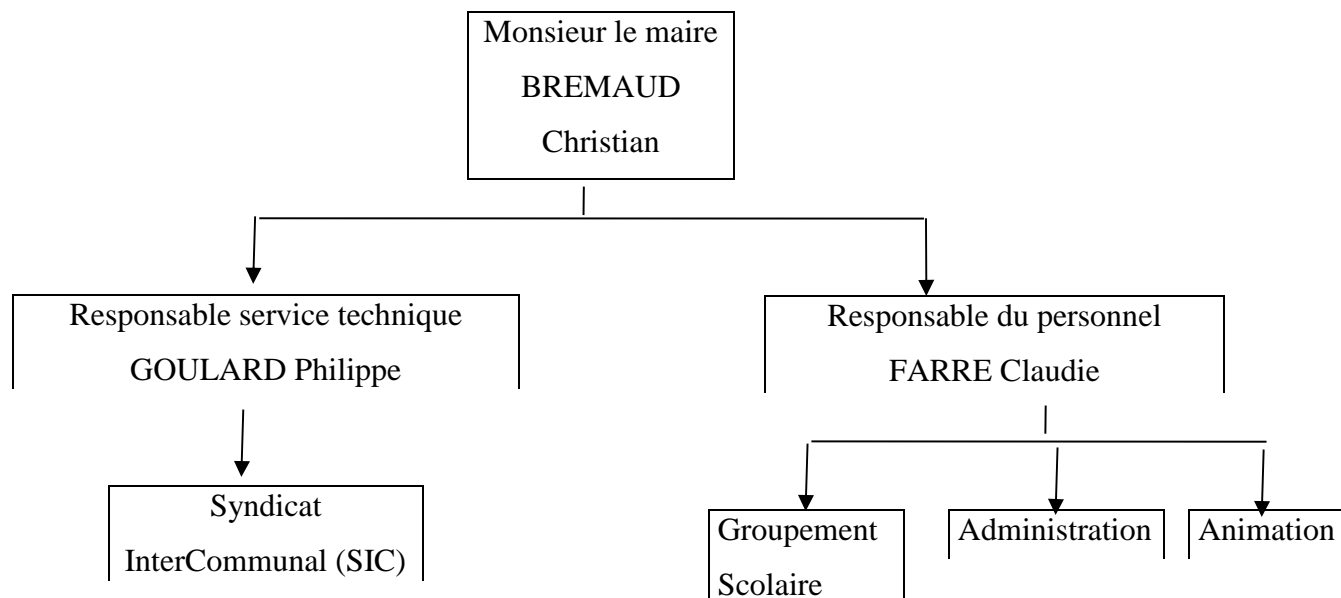 Monsieur le maire
BREMAUD
Christian
Responsable service technique
GOULARD Philippe
Responsable du personnel
FARRE Claudie
Syndicat
InterCommunal (SIC)
Groupement
Scolaire
Administration
Animation